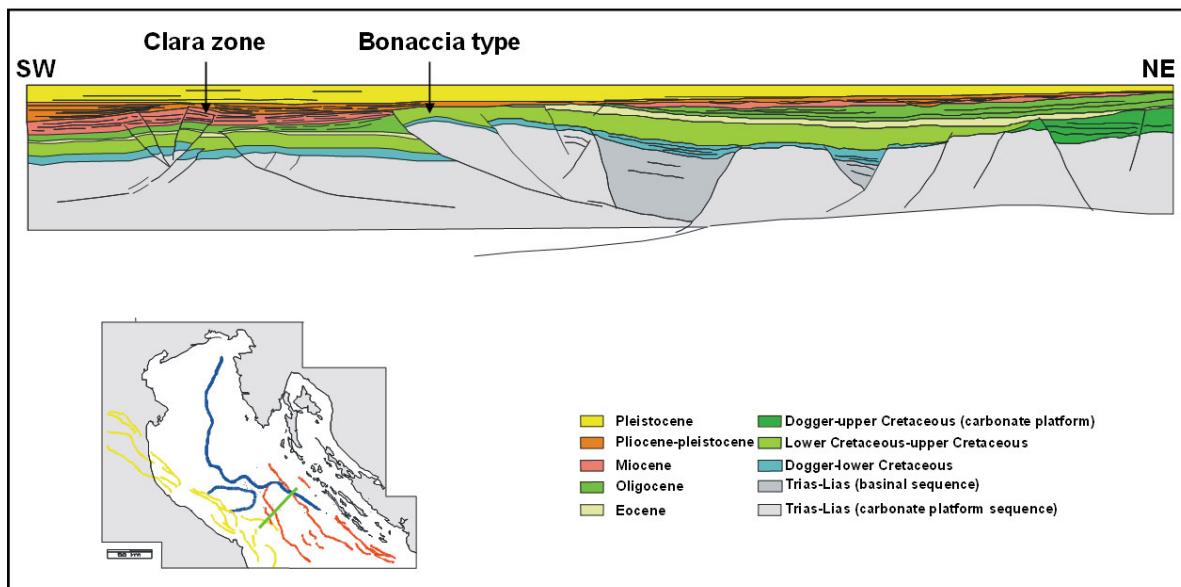 Clara zone
Bonaccia type
SW
NE
Pleistocene
Pliocene-pleistocene
Miocene
Oligocene
Eocene
Dogger-upper Cretaceous (carbonate platform)
Lower Cretaceous-upper Cretaceous
Dogger-lower Cretaceous
Trias-Lias (basinal sequence)
Trias-Lias (carbonate platform sequence)